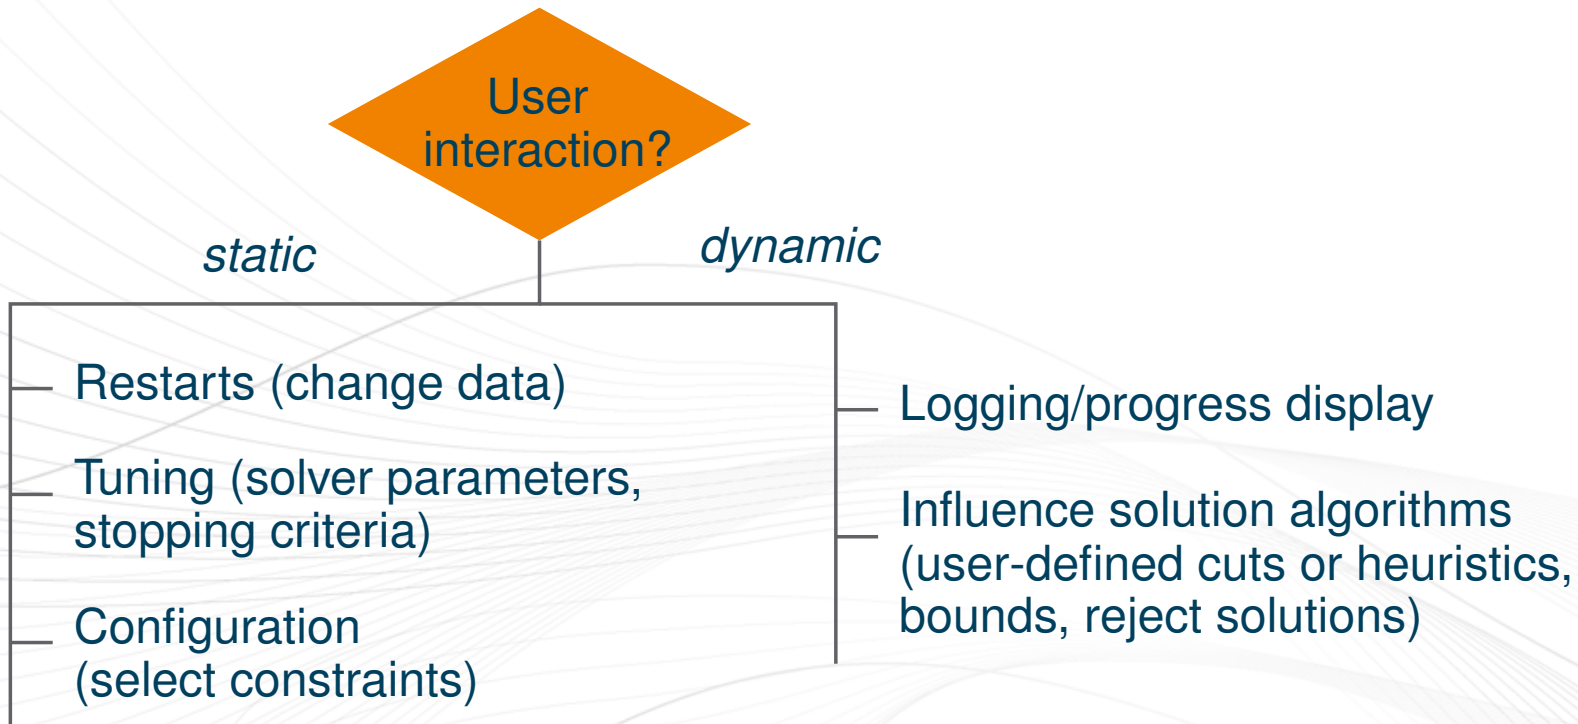 User
interaction?
static
dynamic
Restarts (change data)
Tuning (solver parameters,
stopping criteria)
Configuration
(select constraints)
Logging/progress display
Influence solution algorithms
(user-defined cuts or heuristics,
bounds, reject solutions)